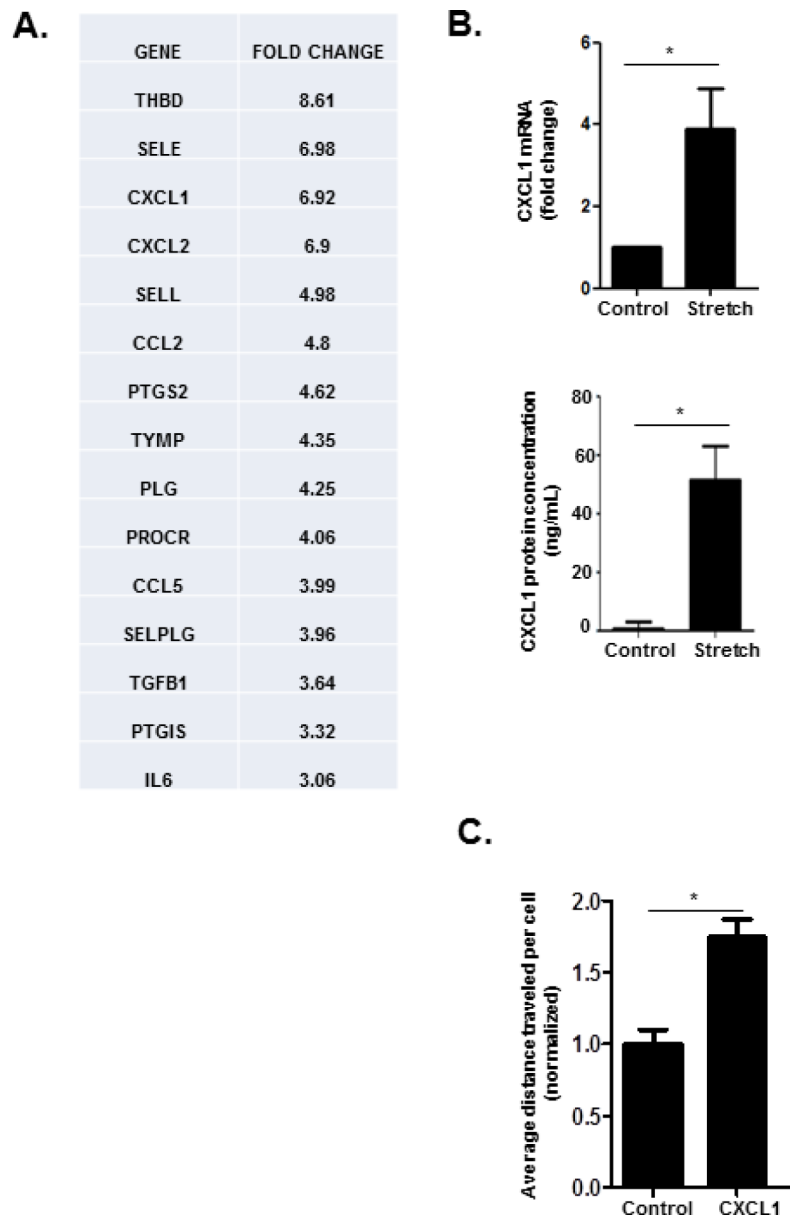 A.
GENE FOLD CHANGE
THBD 8.61
SELE 6.98
CXCL1 6.92
CXCL2 6.9
SELL 4.98
CCL2 4.8
PTGS2 4.62
TYMP 4.35
PLG 4.25
PROCR 4.06
CCL5 3.99
SELPLG 3.96
TGFB1 3.64
PTGIS 3.32
IL6 3.06
B.
CXCL1 mRNA
(fold change)
6
4
2
0
*
Control Stretch
CXCL1 protein concentration
(ng/mL)
80
60
40
20
0
*
Control Stretch
C.
Average distance traveled per cell
(normalized)
2.0
1.5
1.0
0.5
0.0
*
Control CXCL1